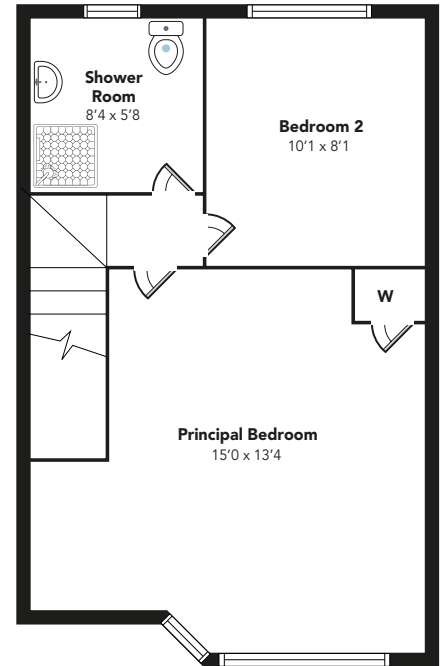 Shower
Room
8'4 x 5'8
Bedroom 2
10'1 x 8'1
W
Principal Bedroom
15'0 x 13'4